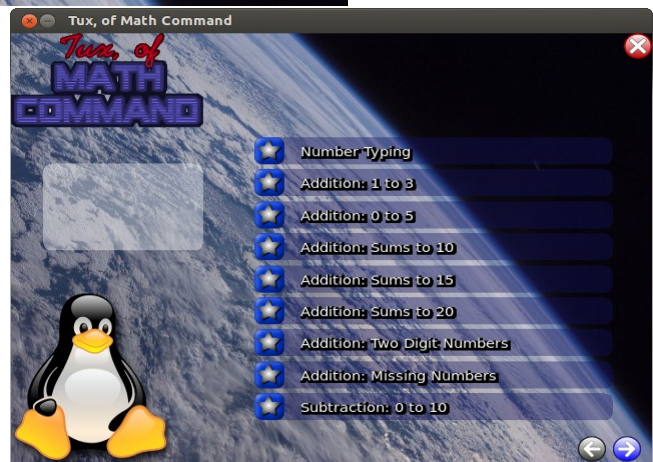 Tux, of Math Command
Tux, of
MATH
COMMAND
Number Typing
Addition: 1 to 3
Addition: 0 to 5
Addition: Sums to 10
Addition: Sums to 15
Addition: Sums to 20
Addition: Two Digit Numbers
Addition: Missing Numbers
Subtraction: 0 to 10